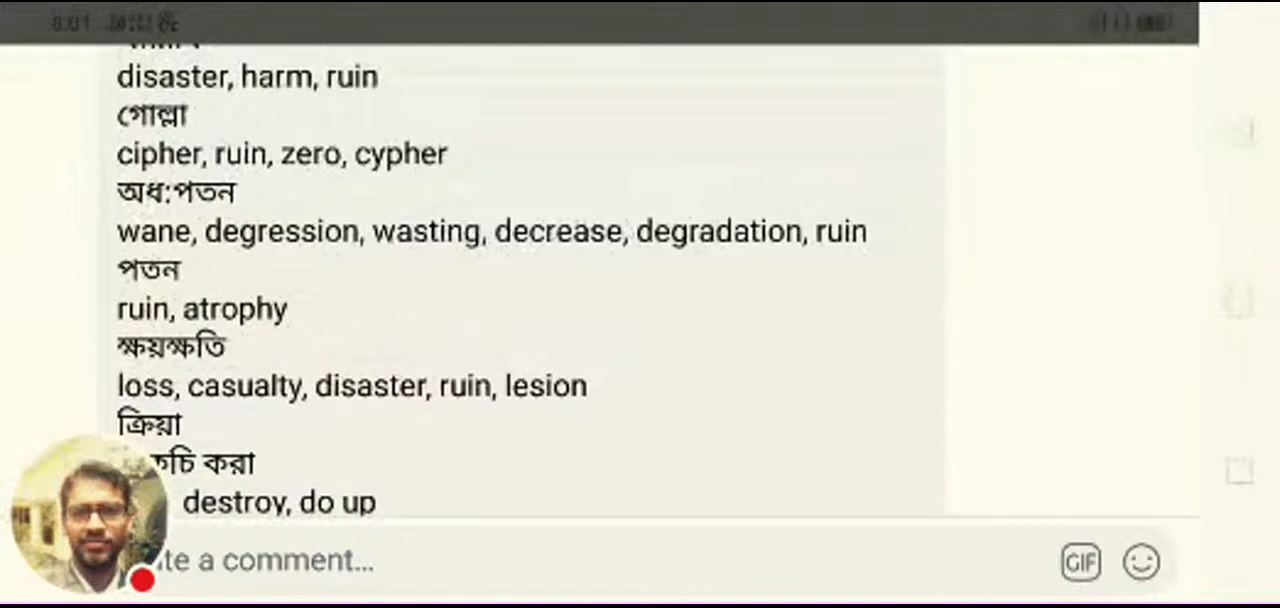 disaster, harm, ruin
গোল্লা
cipher, ruin, zero, cypher
অধ:পতন
wane, degression, wasting, decrease, degradation, ruin
পতন
ruin, atrophy
ক্ষয়ক্ষতি
loss, casualty, disaster, ruin, lesion
ক্রিয়া
করা
destroy, do up
a comment...
GIF